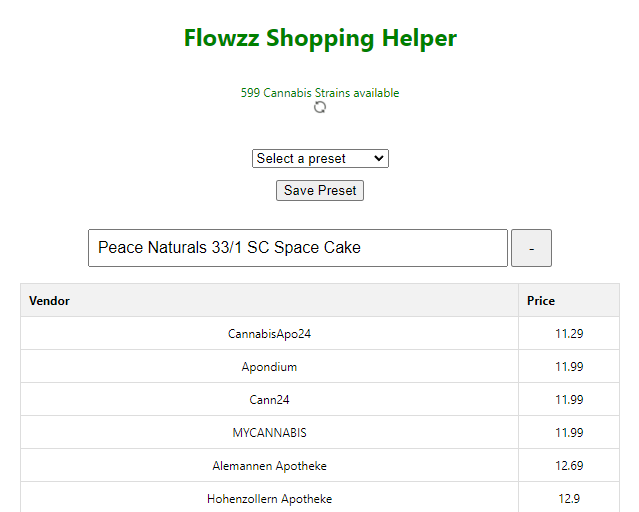 Flowzz Shopping Helper
599 Cannabis Strains available
Select a preset
Save Preset
Peace Naturals 33/1 SC Space Cake -
Vendor Price
CannabisApo24 11.29
Apondium 11.99
Cann24 11.99
MYCANNABIS 11.99
Alemannen Apotheke 12.69
Hohenzollern Apotheke 12.9